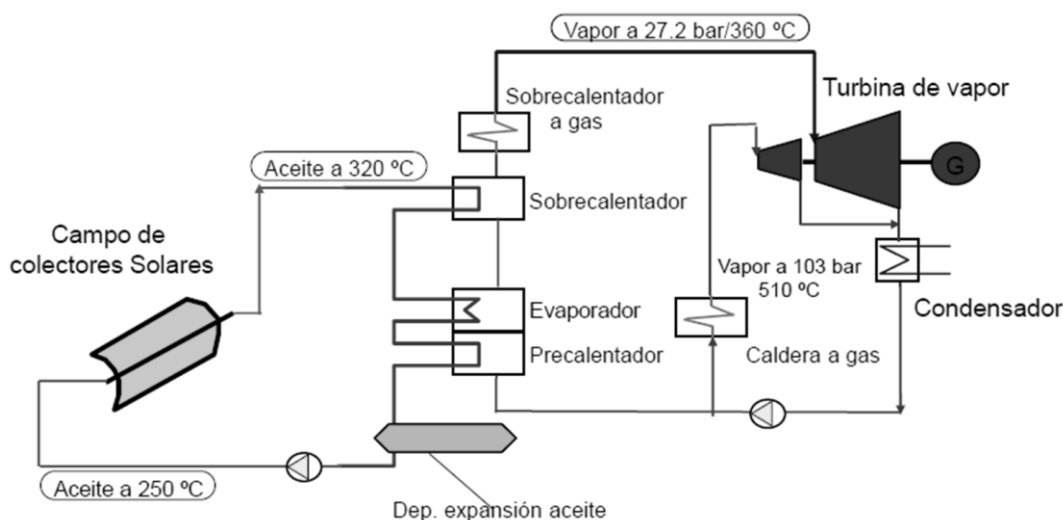 Vapor a 27.2 bar/360 ºC
Turbina de vapor
Sobrecalentador
a gas
Aceite a 320 ºC
G
Sobrecalentador
Campo de
colectores Solares
Vapor a 103 bar
510 ºC
Condensador
Evaporador
Precalentador
Caldera a gas
Aceite a 250 ºC
Dep. expansión aceite